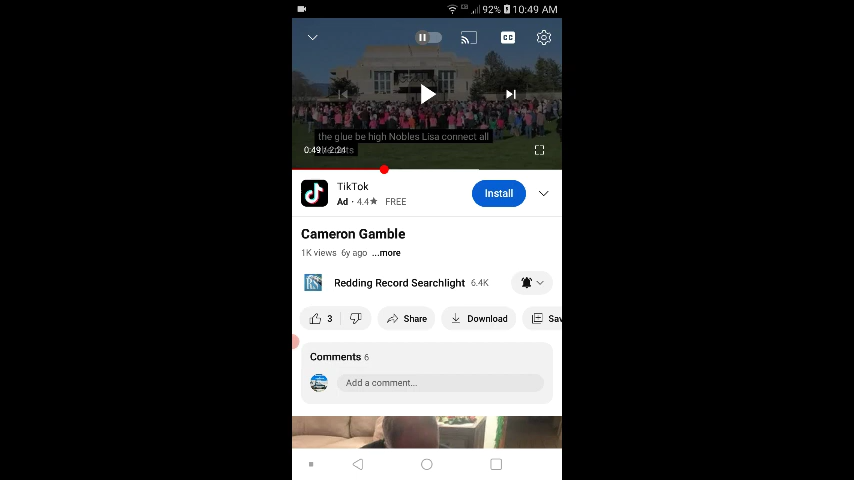 92% 10:49 AM
CC
the glue be high Nobles Lisa connect all
0:49 / 2:24
TikTok
Ad · 4.4★ FREE
Install
Cameron Gamble
1K views 6y ago ...more
Redding Record Searchlight 6.4K
3 Share Download Sav
Comments 6
Add a comment...